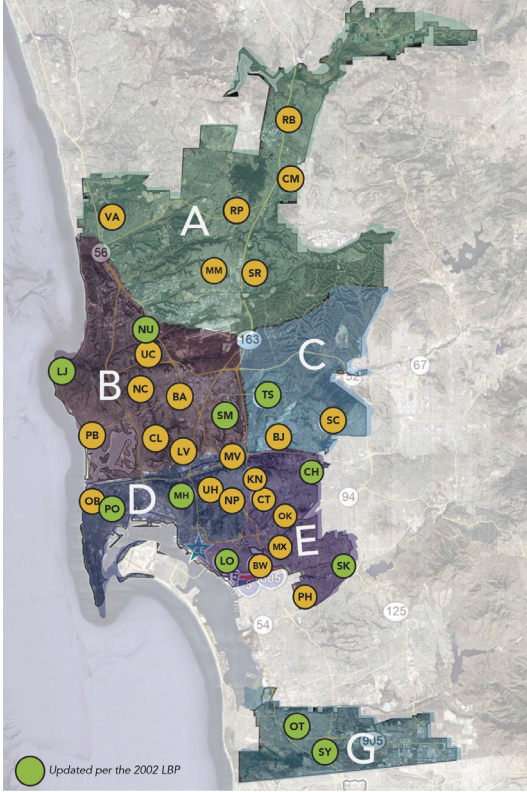 RB
CM
VA
RP
A
56
MM
SR
NU
163
UC
C
LJ
67
52
B
NC
BA
TS
SM
SC
PB
CL
BJ
LV
MV
CH
KN
94
MH
UH
OB
D
NP
CT
PO
OK
E
MX
LO
BW
SK
805
PH
125
54
OT
SY
G
905
Updated per the 2002 LBP